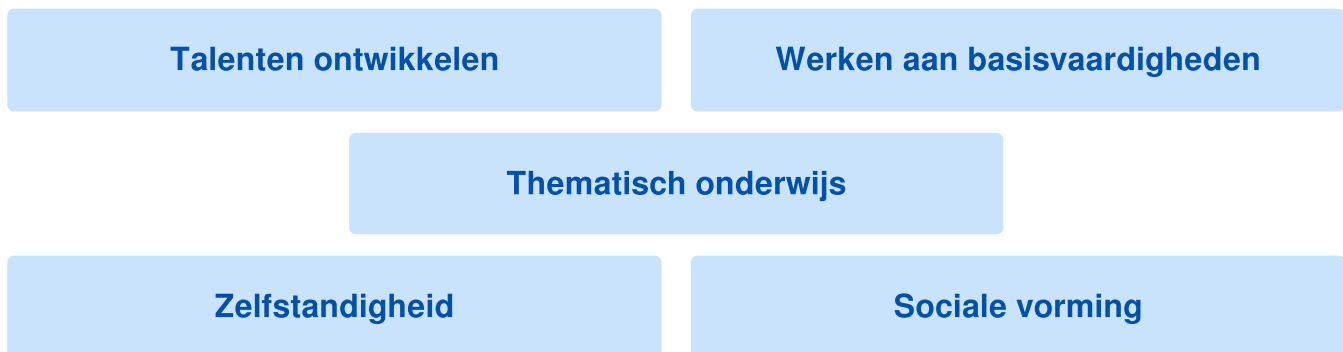 Talenten ontwikkelen
Werken aan basisvaardigheden
Thematisch onderwijs
Zelfstandigheid
Sociale vorming